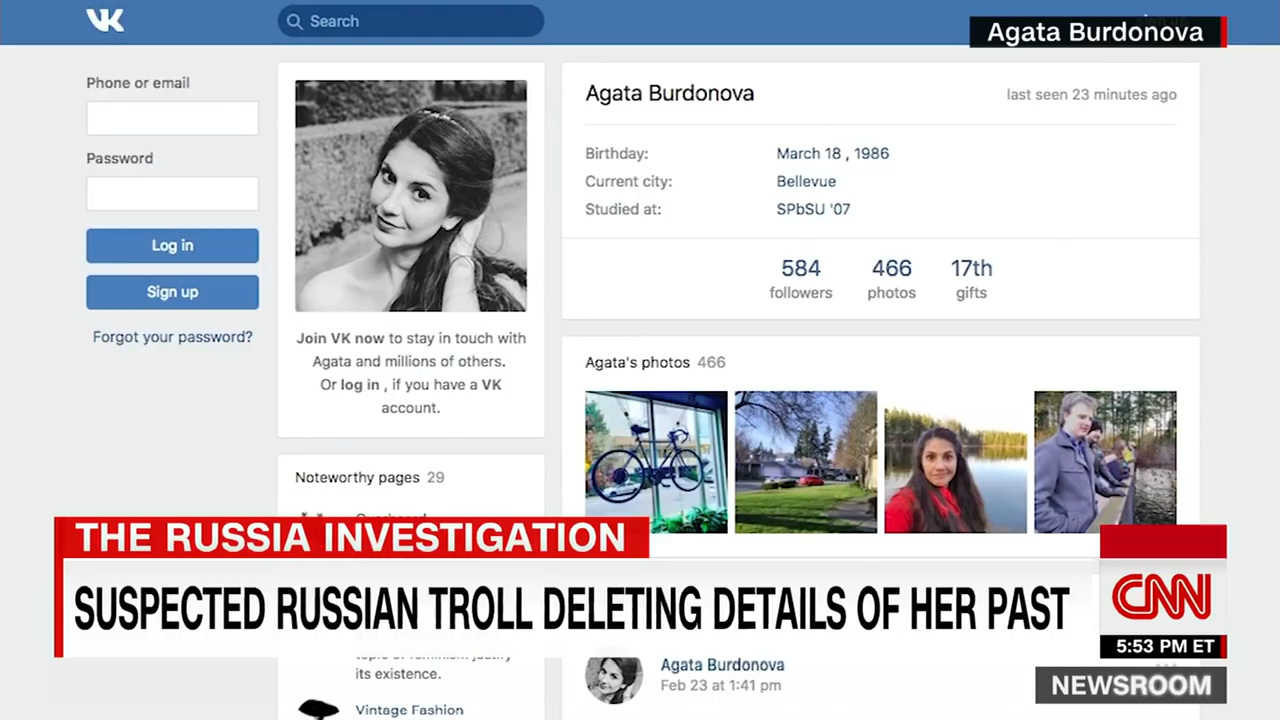 VK
Search
Agata Burdonova
Phone or email
Password
Log in
Sign up
Forgot your password?
Join VK now to stay in touch with
Agata and millions of others.
Or log in , if you have a VK
account.
Noteworthy pages 29
Agata Burdonova
last seen 23 minutes ago
Birthday: March 18 , 1986
Current city: Bellevue
Studied at: SPbSU '07
584 466 17th
followers photos gifts
Agata's photos 466
THE RUSSIA INVESTIGATION
SUSPECTED RUSSIAN TROLL DELETING DETAILS OF HER PAST
CNN
5:53 PM ET
NEWSROOM
its existence.
Vintage Fashion
Agata Burdonova
Feb 23 at 1:41 pm